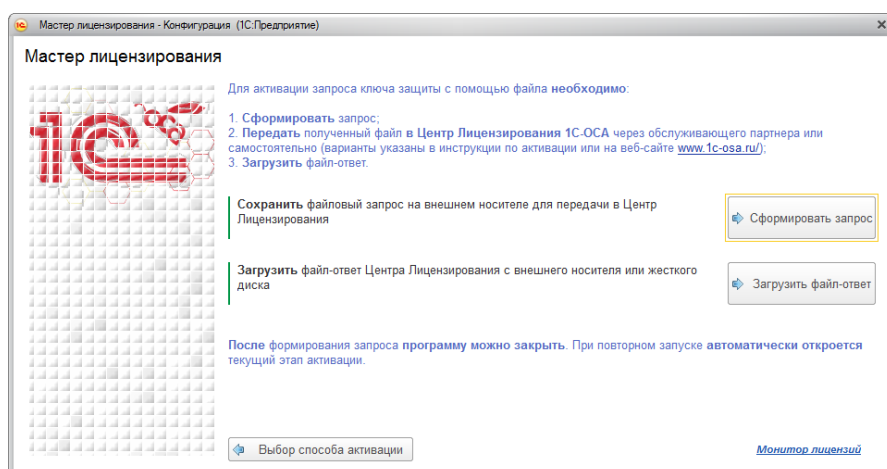 Мастер лицензирования - Конфигурация (1С:Предприятие)
Мастер лицензирования
Для активации запроса ключа защиты с помощью файла необходимо:
1. Сформировать запрос;
2. Передать полученный файл в Центр Лицензирования 1С-ОСА через обслуживающего партнера или
самостоятельно (варианты указаны в инструкции по активации или на веб-сайте www.1c-osa.ru/);
3. Загрузить файл-ответ.
Сохранить файловый запрос на внешнем носителе для передачи в Центр
Лицензирования
Сформировать запрос
Загрузить файл-ответ Центра Лицензирования с внешнего носителя или жесткого
диска
Загрузить файл-ответ
После формирования запроса программу можно закрыть. При повторном запуске автоматически откроется
текущий этап активации.
Выбор способа активации
Монитор лицензий
1С